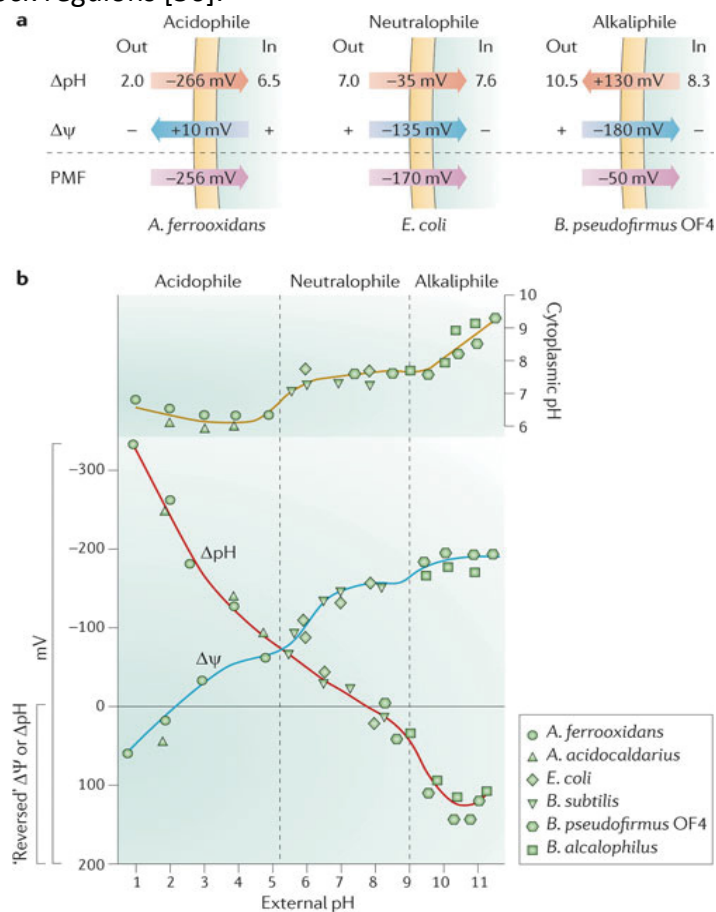 a Acidophile Neutralophile Alkaliphile
Out In Out In Out In
ΔpH 2.0 −266 mV 6.5 7.0 −35 mV 7.6 10.5 +130 mV 8.3
Δψ − +10 mV + + −135 mV − + −180 mV −
PMF −256 mV −170 mV −50 mV
A. ferrooxidans E. coli B. pseudofirmus OF4
b Acidophile Neutralophile Alkaliphile
10
9
8
7
6
Cytoplasmic pH
−300
−200
−100
0
100
200
mV
'Reversed' ΔΨ or ΔpH
ΔpH
Δψ
1 2 3 4 5 6 7 8 9 10 11
External pH
A. ferrooxidans
A. acidocaldarius
E. coli
B. subtilis
B. pseudofirmus OF4
B. alcalophilus